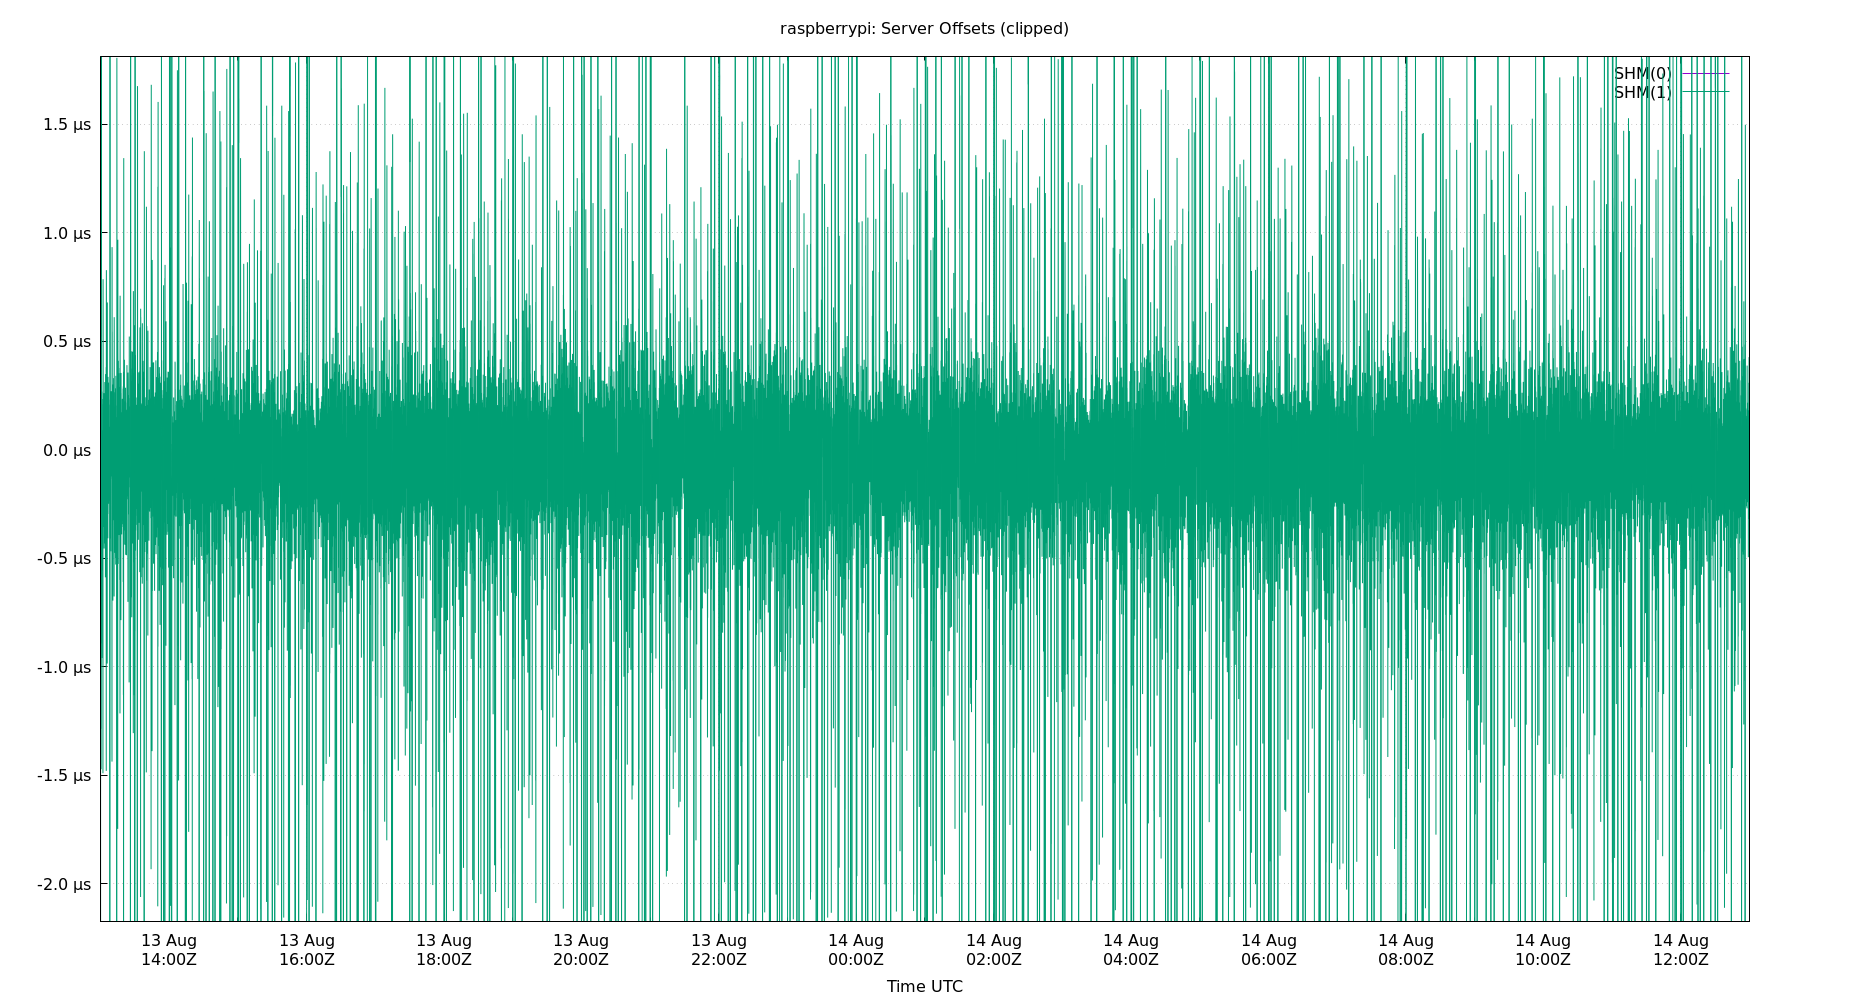 raspberrypi: Server Offsets (clipped)
SHM(0)
SHM(1)
1.5 µs
1.0 µs
0.5 µs
0.0 µs
-0.5 µs
-1.0 µs
-1.5 µs
-2.0 µs
13 Aug 13 Aug 13 Aug 13 Aug 13 Aug 14 Aug 14 Aug 14 Aug 14 Aug 14 Aug 14 Aug 14 Aug
14:00Z 16:00Z 18:00Z 20:00Z 22:00Z 00:00Z 02:00Z 04:00Z 06:00Z 08:00Z 10:00Z 12:00Z
Time UTC